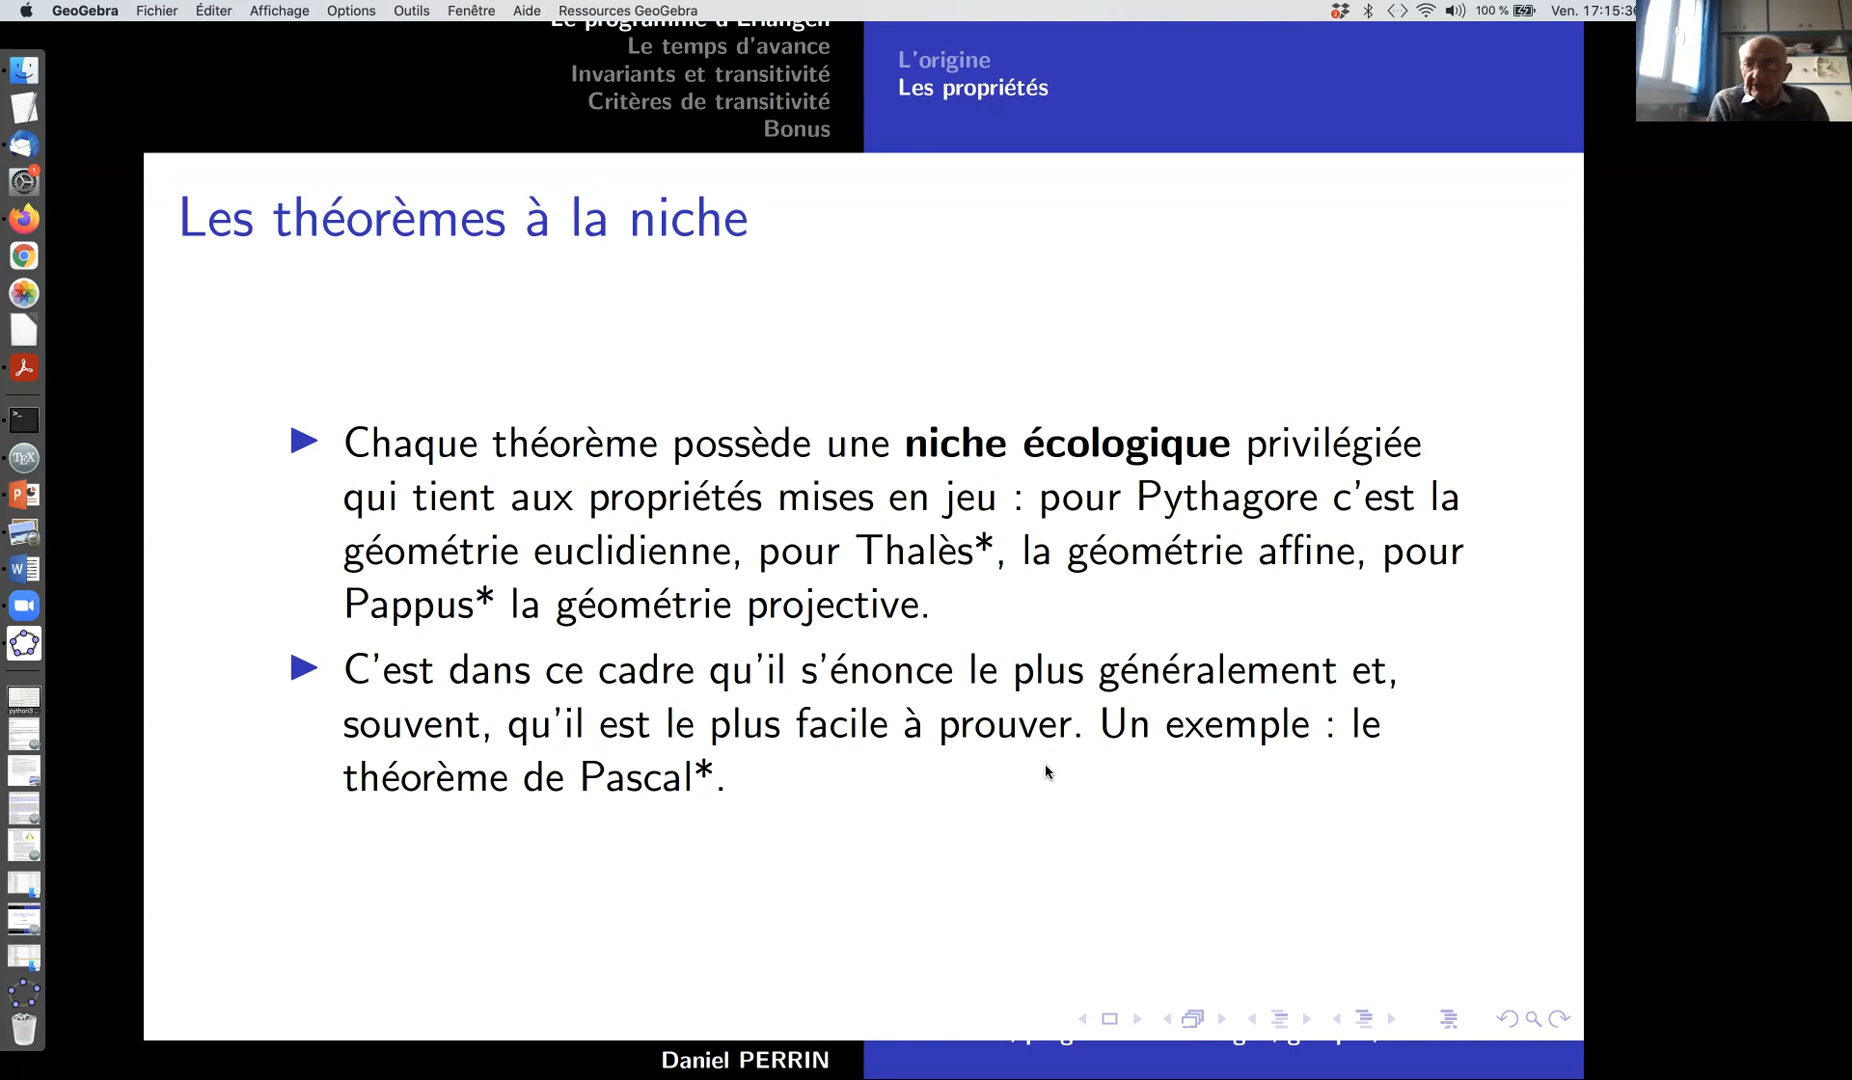 GeoGebra Fichier Éditer Affichage Options Outils Fenêtre Aide Ressources GeoGebra
100 % Ven. 17:15:36
Le programme d'Erlangen
Le temps d'avance
Invariants et transitivité
Critères de transitivité
Bonus
L'origine
Les propriétés
Les théorèmes à la niche
Chaque théorème possède une niche écologique privilégiée
qui tient aux propriétés mises en jeu : pour Pythagore c'est la
géométrie euclidienne, pour Thalès*, la géométrie affine, pour
Pappus* la géométrie projective.
C'est dans ce cadre qu'il s'énonce le plus généralement et,
souvent, qu'il est le plus facile à prouver. Un exemple : le
théorème de Pascal*.
Daniel PERRIN